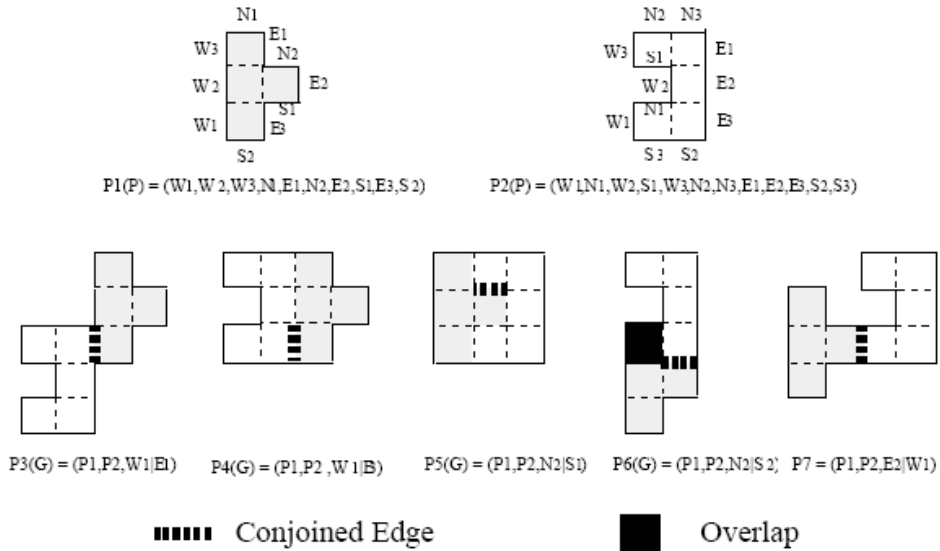 N1
E1
W3
N2
W2
E2
S1
W1
E3
S2
N2 N3
W3
E1
S1
W2
E2
N1
W1
E3
S3 S2
P1(P) = (W1,W2,W3,N1,E1,N2,E2,S1,E3,S2)
P2(P) = (W1,N1,W2,S1,W3,N2,N3,E1,E2,E3,S2,S3)
P3(G) = (P1,P2,W1|E1)
P4(G) = (P1,P2 ,W1|B)
P5(G) = (P1,P2,N2|S1)
P6(G) = (P1,P2,N2|S2)
P7 = (P1,P2,E2|W1)
Conjoined Edge
Overlap